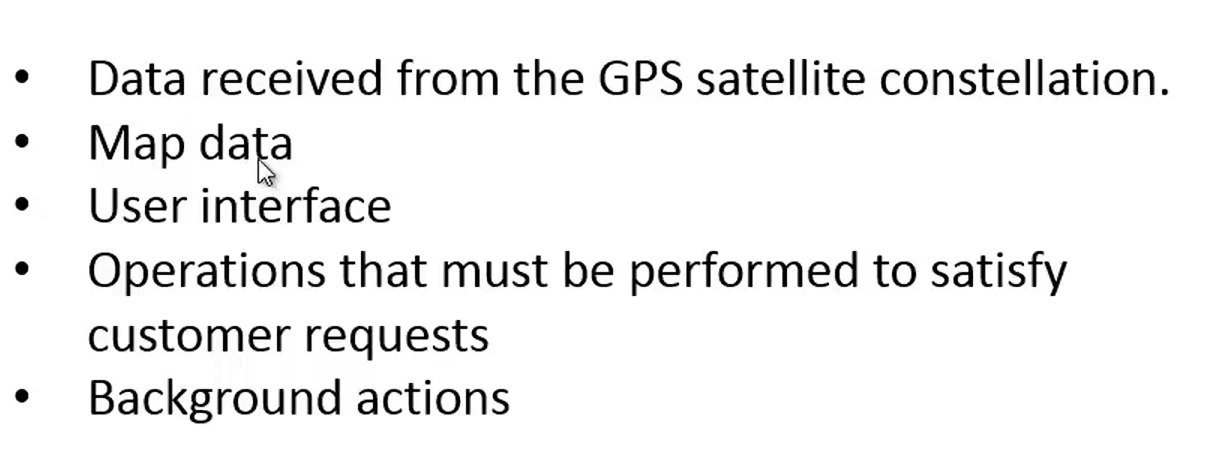 • Data received from the GPS satellite constellation.
• Map data
• User interface
• Operations that must be performed to satisfy
customer requests
• Background actions